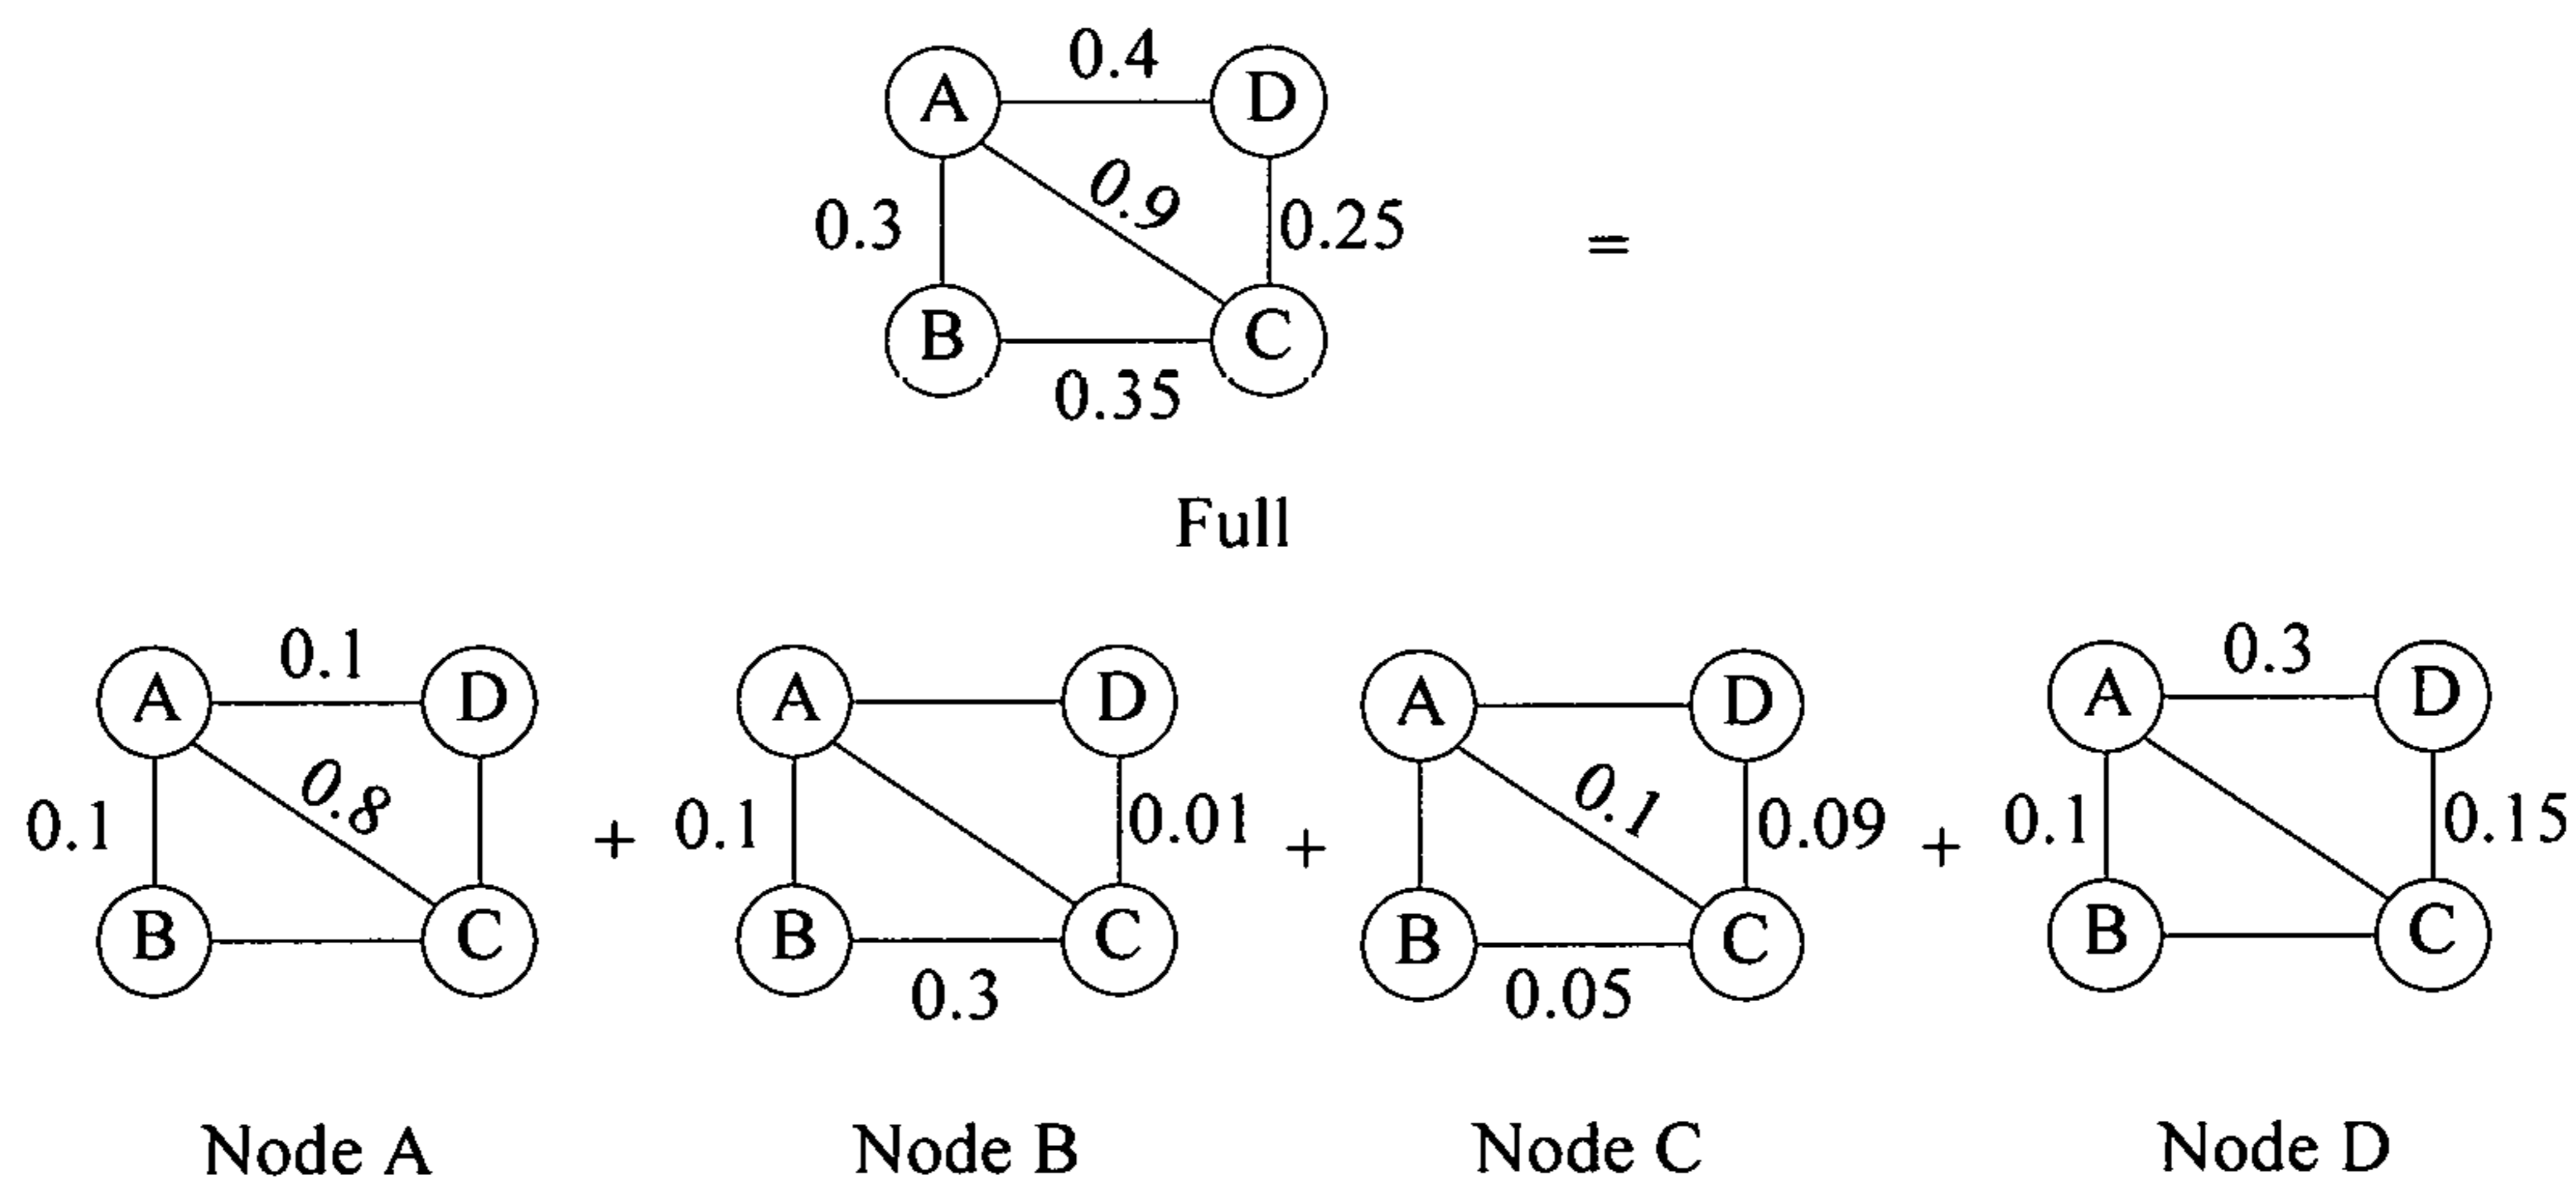 0.4
A D
0.9
0.3 0.25 =
B C
0.35
Full
0.1 0.3
A D A D A D A D
0.8 0.1
0.1 + 0.1 0.01 + 0.09 + 0.1 0.15
B C B C B C B C
0.3 0.05
Node A Node B Node C Node D